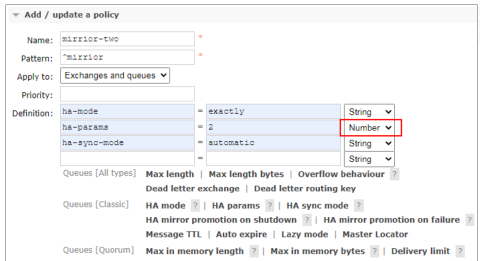 Add / update a policy
Name: mirrior-two *
Pattern: ^mirrior *
Apply to: Exchanges and queues
Priority:
Definition: ha-mode = exactly String
ha-params = 2 Number
ha-sync-mode = automatic String
= String
Queues [All types] Max length | Max length bytes | Overflow behaviour ?
Dead letter exchange | Dead letter routing key
Queues [Classic] HA mode ? | HA params ? | HA sync mode ?
HA mirror promotion on shutdown ? | HA mirror promotion on failure ?
Message TTL | Auto expire | Lazy mode | Master Locator
Queues [Quorum] Max in memory length ? | Max in memory bytes ? | Delivery limit ?